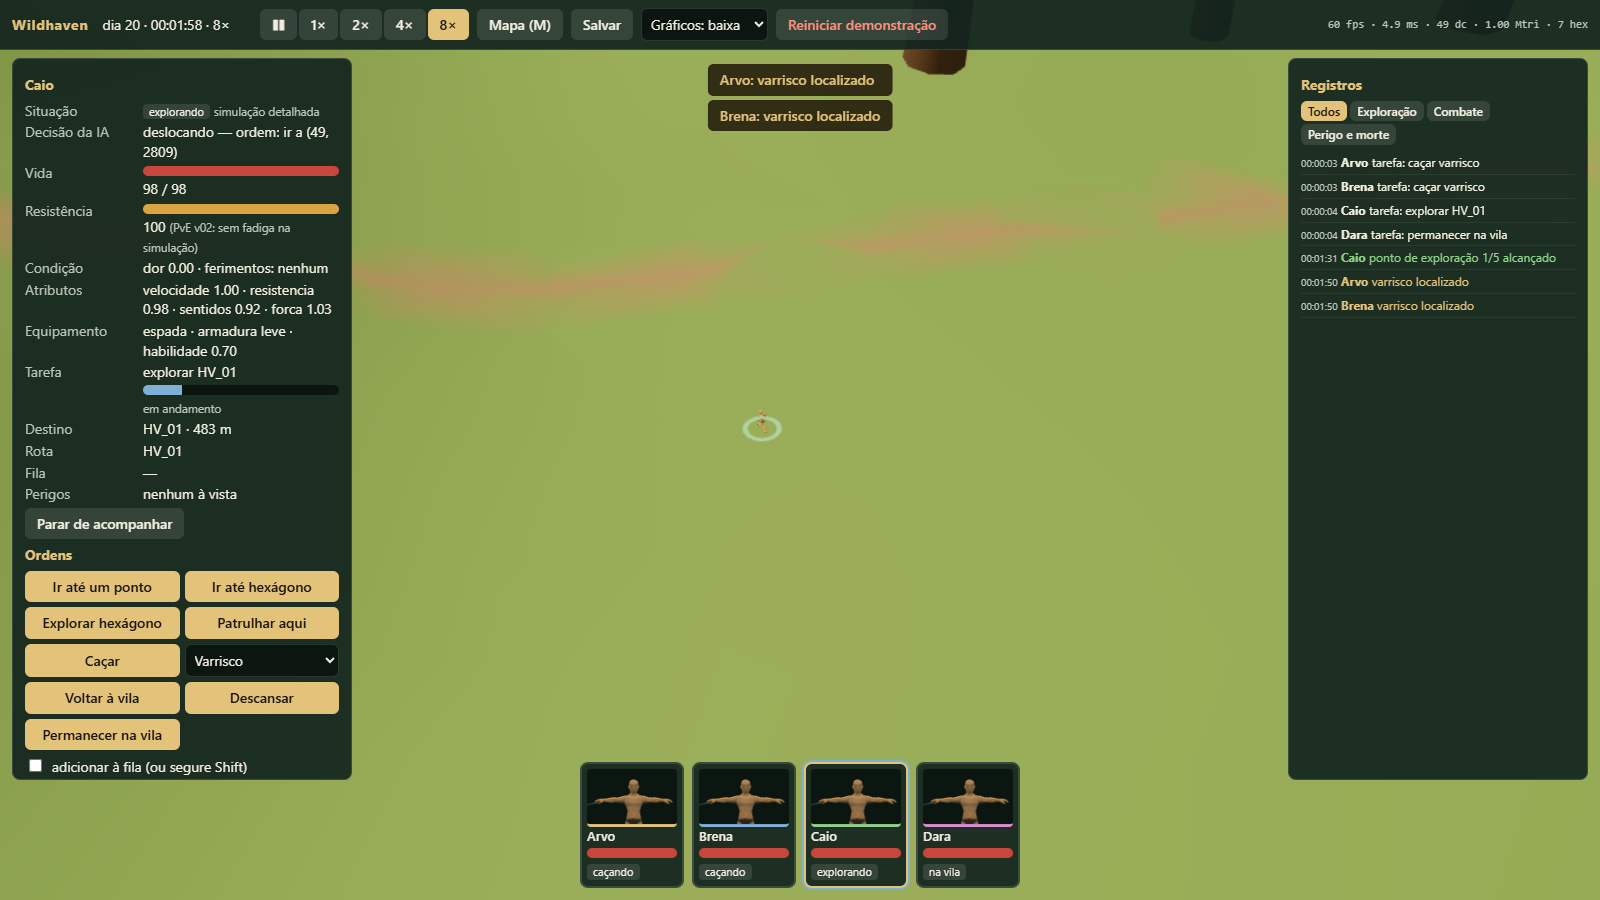 Wildhaven dia 20 · 00:01:58 · 8× 1× 2× 4× 8× Mapa (M) Salvar Gráficos: baixa Reiniciar demonstração 60 fps · 4.9 ms · 49 dc · 1.00 Mtri · 7 hex
Caio
Situação explorando simulação detalhada
Decisão da IA deslocando — ordem: ir a (49,
2809)
Vida
98 / 98
Resistência
100 (PvE v02: sem fadiga na
simulação)
Condição dor 0.00 · ferimentos: nenhum
Atributos velocidade 1.00 · resistencia
0.98 · sentidos 0.92 · forca 1.03
Equipamento espada · armadura leve ·
habilidade 0.70
Tarefa explorar HV_01
em andamento
Destino HV_01 · 483 m
Rota HV_01
Fila —
Perigos nenhum à vista
Parar de acompanhar
Ordens
Ir até um ponto Ir até hexágono
Explorar hexágono Patrulhar aqui
Caçar Varrisco
Voltar à vila Descansar
Permanecer na vila
adicionar à fila (ou segure Shift)
Arvo: varrisco localizado
Brena: varrisco localizado
Registros
Todos Exploração Combate
Perigo e morte
00:00:03 Arvo tarefa: caçar varrisco
00:00:03 Brena tarefa: caçar varrisco
00:00:04 Caio tarefa: explorar HV_01
00:00:04 Dara tarefa: permanecer na vila
00:01:31 Caio ponto de exploração 1/5 alcançado
00:01:50 Arvo varrisco localizado
00:01:50 Brena varrisco localizado
Arvo Brena Caio Dara
caçando caçando explorando na vila